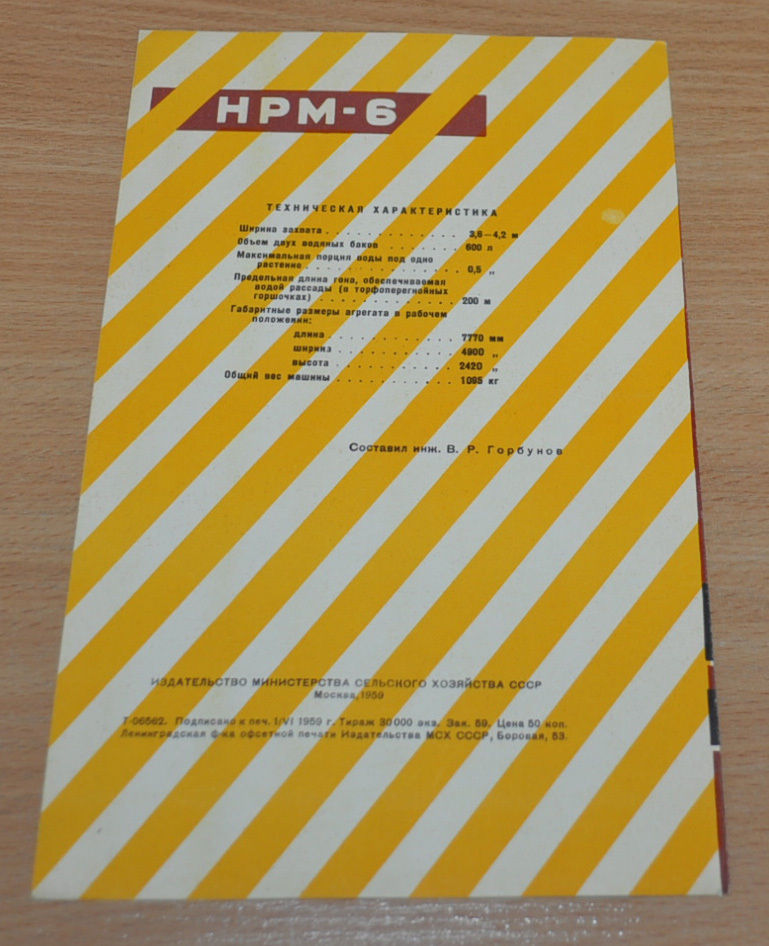 НРМ-6
ТЕХНИЧЕСКАЯ ХАРАКТЕРИСТИКА
Ширина захвата . . . . . . . . . . . . . . 3,6—4,2 м
Объем двух водяных баков . . . . . . . . 600 л
Максимальная порция воды под одно
растение . . . . . . . . . . . . . . . . 0,5 „
Предельная длина гона, обеспечиваемая
водой рассады (в торфоперегнойных
горшочках) . . . . . . . . . . . . . . 200 м
Габаритные размеры агрегата в рабочем
положении:
длина . . . . . . . . . . . . . 7770 мм
ширина . . . . . . . . . . . . 4900 „
высота . . . . . . . . . . . . 2420 „
Общий вес машины . . . . . . . . . . . . 1095 кг
Составил инж. В. Р. Горбунов
ИЗДАТЕЛЬСТВО МИНИСТЕРСТВА СЕЛЬСКОГО ХОЗЯЙСТВА СССР
Москва, 1959
Т-06562. Подписано к печ. I/VI 1959 г. Тираж 30 000 экз. Зак. 59. Цена 50 коп.
Ленинградская ф-ка офсетной печати Издательства МСХ СССР, Боровая, 53.